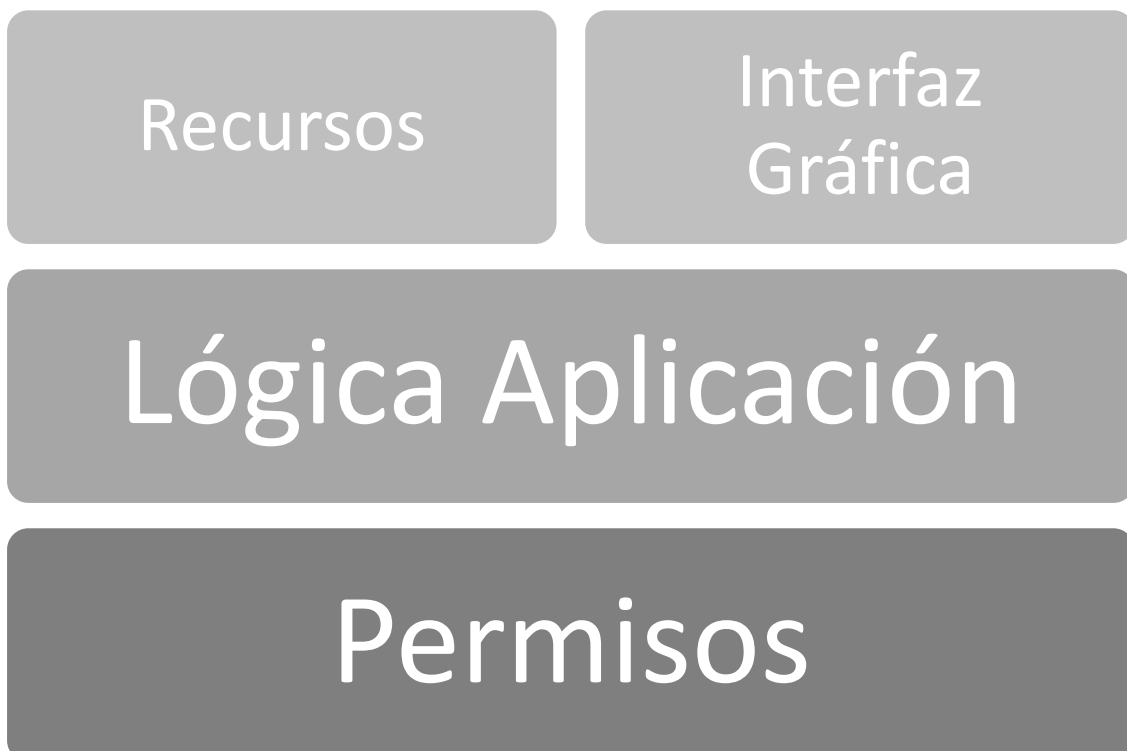 Recursos
Interfaz
Gráfica
Lógica Aplicación
Permisos